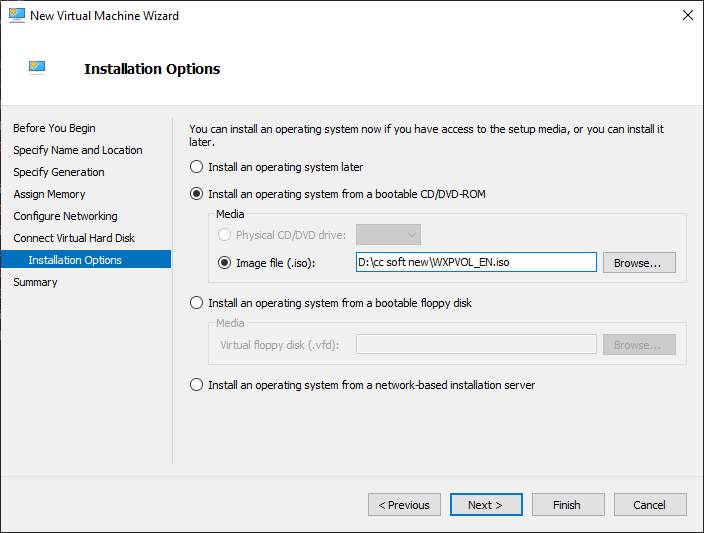 New Virtual Machine Wizard
Installation Options
Before You Begin
Specify Name and Location
Specify Generation
Assign Memory
Configure Networking
Connect Virtual Hard Disk
Installation Options
Summary
You can install an operating system now if you have access to the setup media, or you can install it
later.
Install an operating system later
Install an operating system from a bootable CD/DVD-ROM
Media
Physical CD/DVD drive:
Image file (.iso):
D:\cc soft new\WXPVOL_EN.iso
Browse...
Install an operating system from a bootable floppy disk
Media
Virtual floppy disk (.vfd):
Browse...
Install an operating system from a network-based installation server
< Previous
Next >
Finish
Cancel